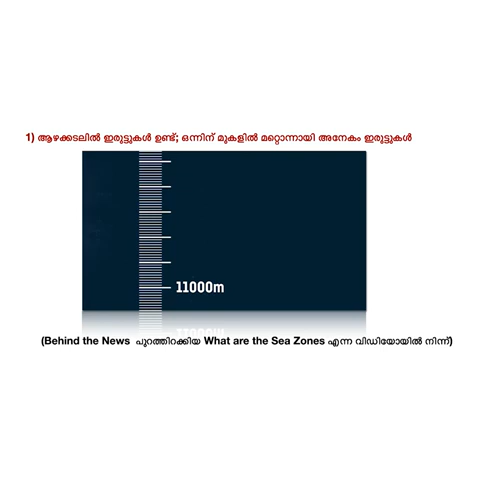 1) ആഴക്കടലിൽ ഇരുട്ടുകൾ ഉണ്ട്; ഒന്നിന് മുകളിൽ മറ്റൊന്നായി അനേകം ഇരുട്ടുകൾ
11000m
(Behind the News പുറത്തിറക്കിയ What are the Sea Zones എന്ന വിഡിയോയിൽ നിന്ന്)